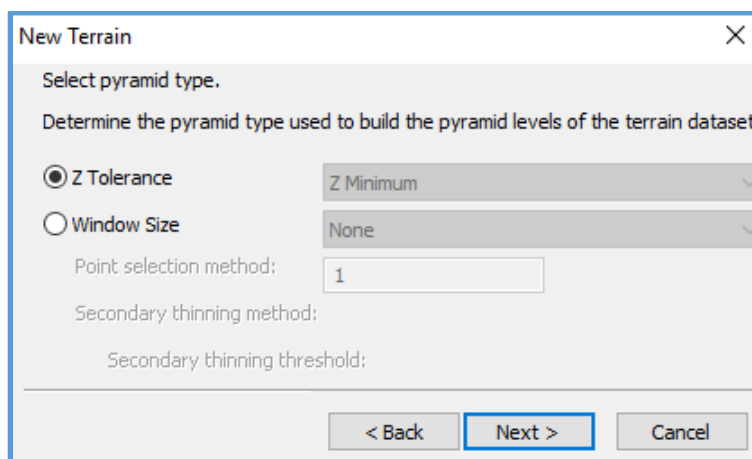 New Terrain
Select pyramid type.
Determine the pyramid type used to build the pyramid levels of the terrain dataset
Z Tolerance Z Minimum
Window Size None
Point selection method: 1
Secondary thinning method:
Secondary thinning threshold:
< Back Next > Cancel